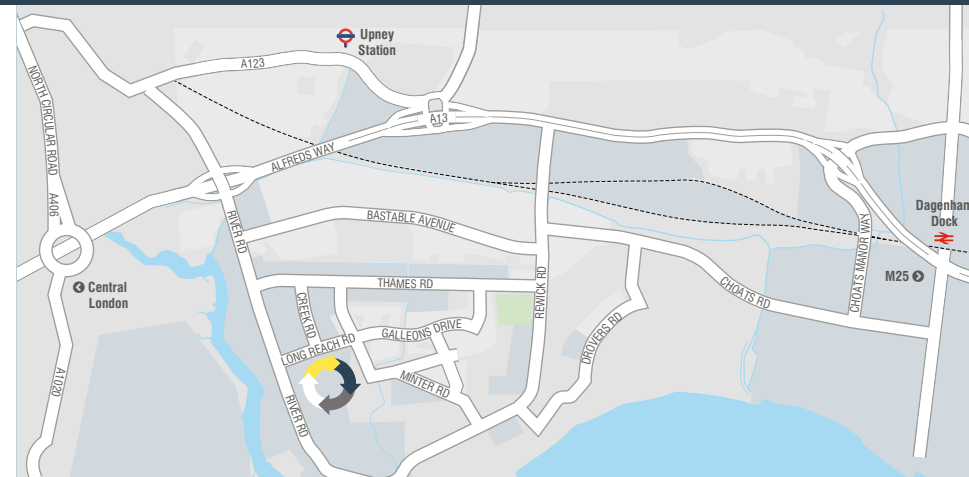 Upney
Station
A123
A13
NORTH CIRCULAR ROAD
A406
ALFREDS WAY
RIVER RD
BASTABLE AVENUE
Dagenham
Dock
CHOATS MANOR WAY
M25
Central
London
THAMES RD
REWICK RD
CHOATS RD
CREEK RD
GALLEONS DRIVE
LONG REACH RD
DROVERS RD
MINTER RD
A1020
RIVER RD